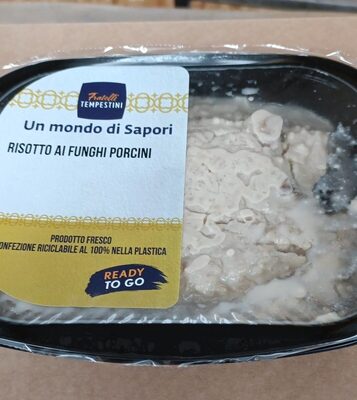 Fratelli
TEMPESTINI
Un mondo di Sapori
RISOTTO AI FUNGHI PORCINI
PRODOTTO FRESCO
CONFEZIONE RICICLABILE AL 100% NELLA PLASTICA
READY
TO GO